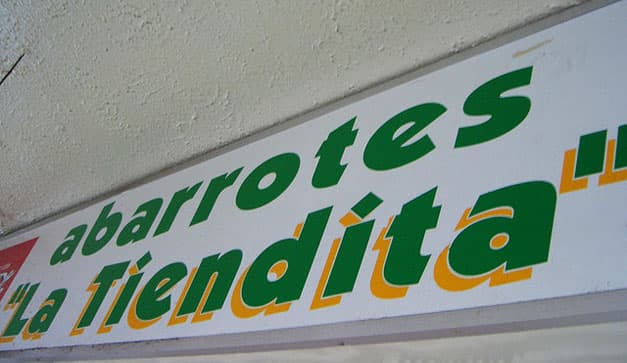 abarrotes
"La Tiendita"